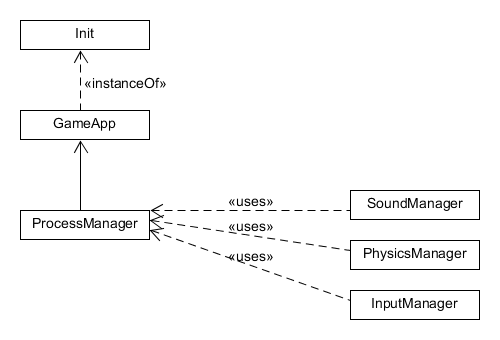 Init
«instanceOf»
GameApp
«uses»
SoundManager
ProcessManager
«uses»
PhysicsManager
«uses»
InputManager